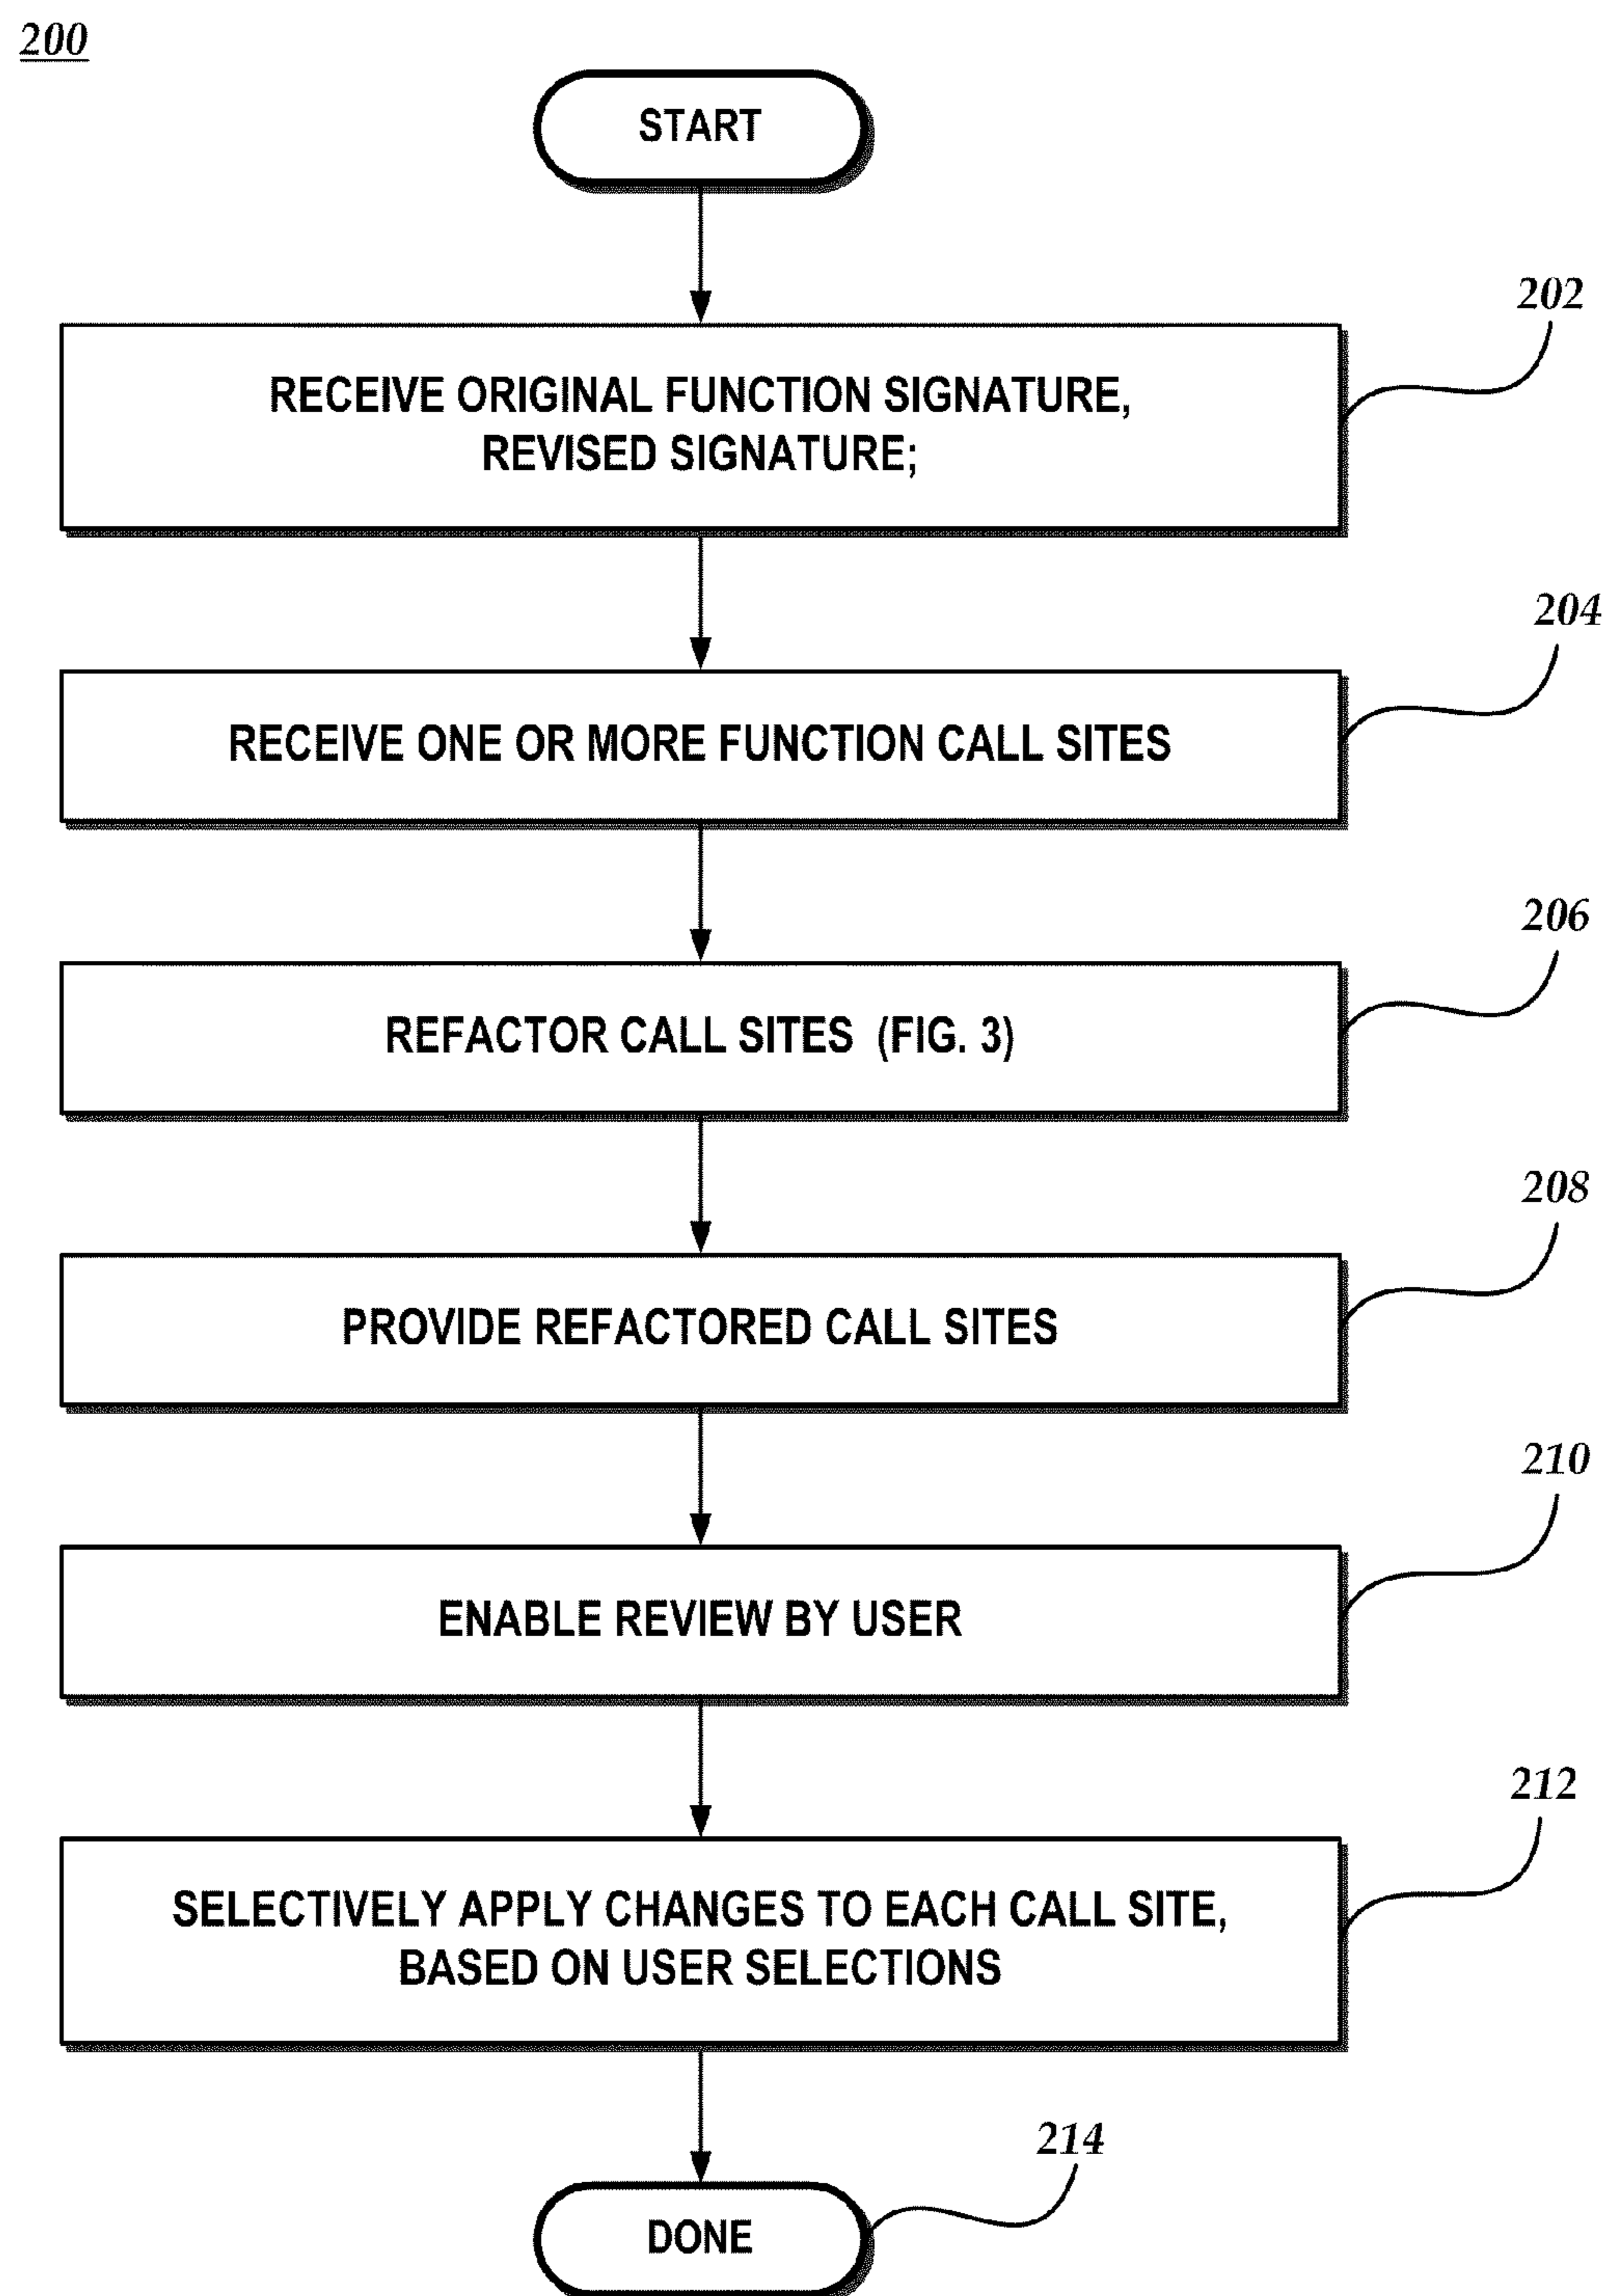 200
START
202
RECEIVE ORIGINAL FUNCTION SIGNATURE,
REVISED SIGNATURE;
204
RECEIVE ONE OR MORE FUNCTION CALL SITES
206
REFACTOR CALL SITES (FIG. 3)
208
PROVIDE REFACTORED CALL SITES
210
ENABLE REVIEW BY USER
212
SELECTIVELY APPLY CHANGES TO EACH CALL SITE,
BASED ON USER SELECTIONS
214
DONE